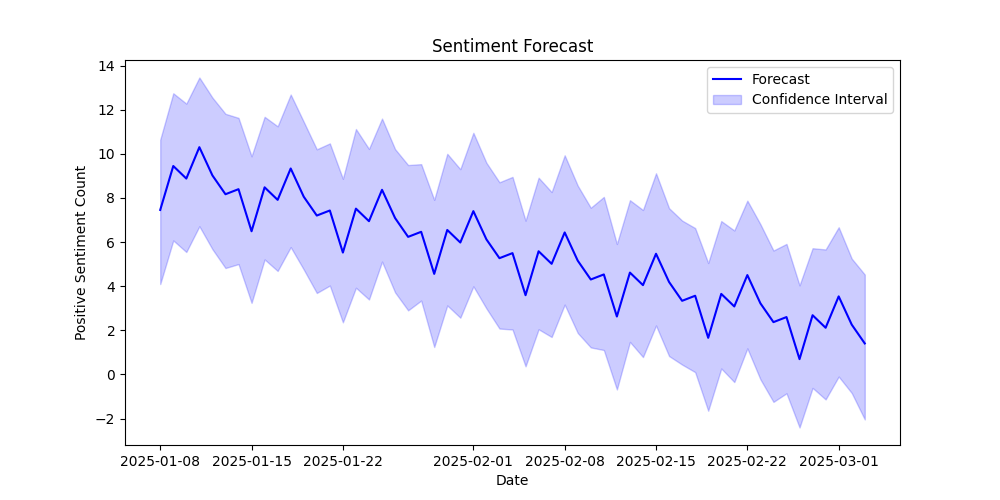 Sentiment Forecast
Forecast
Confidence Interval
Positive Sentiment Count
14
12
10
8
6
4
2
0
−2
2025-01-08 2025-01-15 2025-01-22 2025-02-01 2025-02-08 2025-02-15 2025-02-22 2025-03-01
Date